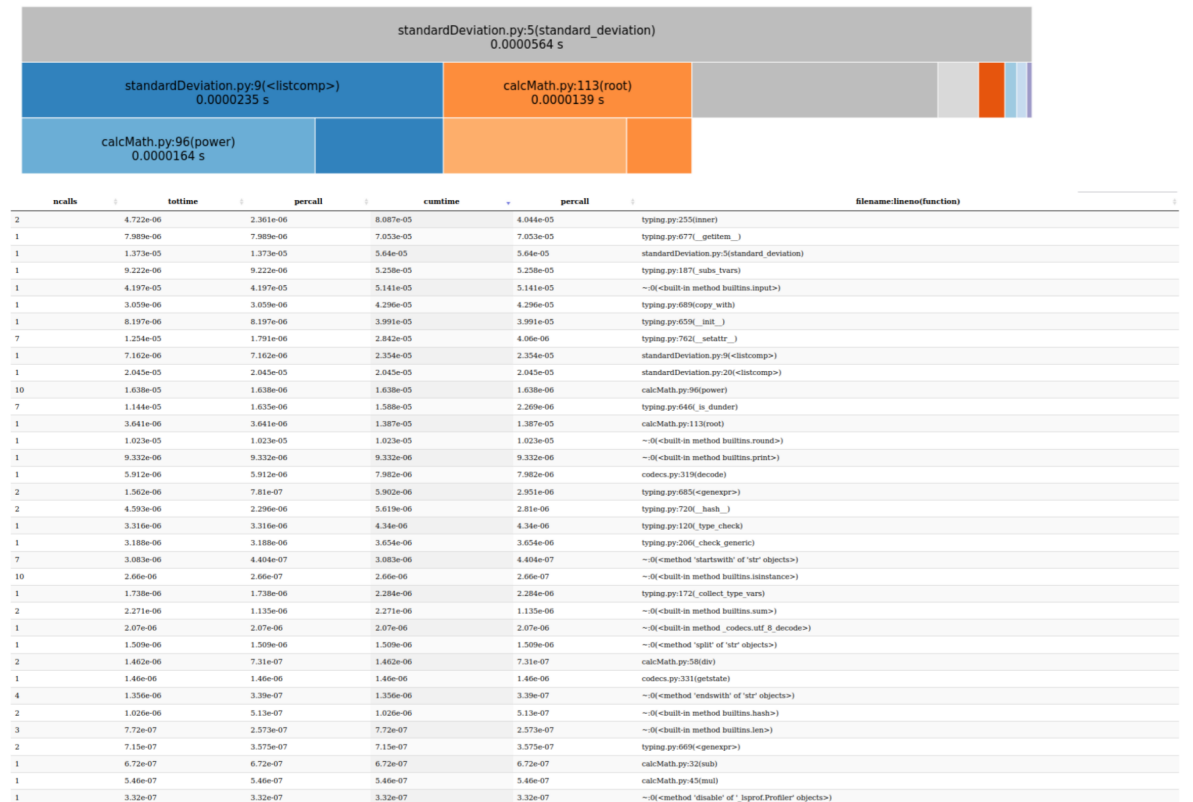 standardDeviation.py:5(standard_deviation)
0.0000564 s
standardDeviation.py:9(<listcomp>)
0.0000235 s
calcMath.py:113(root)
0.0000139 s
calcMath.py:96(power)
0.0000164 s
ncalls tottime percall cumtime percall filename:lineno(function)
2 4.722e-06 2.361e-06 8.087e-05 4.044e-05 typing.py:255(inner)
1 7.989e-06 7.989e-06 7.053e-05 7.053e-05 typing.py:677(__getitem__)
1 1.373e-05 1.373e-05 5.64e-05 5.64e-05 standardDeviation.py:5(standard_deviation)
1 9.222e-06 9.222e-06 5.258e-05 5.258e-05 typing.py:187(_subs_tvars)
1 4.197e-05 4.197e-05 5.141e-05 5.141e-05 ~:0(<built-in method builtins.input>)
1 3.059e-06 3.059e-06 4.296e-05 4.296e-05 typing.py:689(copy_with)
1 8.197e-06 8.197e-06 3.991e-05 3.991e-05 typing.py:659(__init__)
7 1.254e-05 1.791e-06 2.842e-05 4.06e-06 typing.py:762(__setattr__)
1 7.162e-06 7.162e-06 2.354e-05 2.354e-05 standardDeviation.py:9(<listcomp>)
1 2.045e-05 2.045e-05 2.045e-05 2.045e-05 standardDeviation.py:20(<listcomp>)
10 1.638e-05 1.638e-06 1.638e-05 1.638e-06 calcMath.py:96(power)
7 1.144e-05 1.635e-06 1.588e-05 2.269e-06 typing.py:646(_is_dunder)
1 3.641e-06 3.641e-06 1.387e-05 1.387e-05 calcMath.py:113(root)
1 1.023e-05 1.023e-05 1.023e-05 1.023e-05 ~:0(<built-in method builtins.round>)
1 9.332e-06 9.332e-06 9.332e-06 9.332e-06 ~:0(<built-in method builtins.print>)
1 5.912e-06 5.912e-06 7.982e-06 7.982e-06 codecs.py:319(decode)
2 1.562e-06 7.81e-07 5.902e-06 2.951e-06 typing.py:685(<genexpr>)
2 4.593e-06 2.296e-06 5.619e-06 2.81e-06 typing.py:720(__hash__)
1 3.316e-06 3.316e-06 4.34e-06 4.34e-06 typing.py:120(_type_check)
1 3.188e-06 3.188e-06 3.654e-06 3.654e-06 typing.py:206(_check_generic)
7 3.083e-06 4.404e-07 3.083e-06 4.404e-07 ~:0(<method 'startswith' of 'str' objects>)
10 2.66e-06 2.66e-07 2.66e-06 2.66e-07 ~:0(<built-in method builtins.isinstance>)
1 1.738e-06 1.738e-06 2.284e-06 2.284e-06 typing.py:172(_collect_type_vars)
2 2.271e-06 1.135e-06 2.271e-06 1.135e-06 ~:0(<built-in method builtins.sum>)
1 2.07e-06 2.07e-06 2.07e-06 2.07e-06 ~:0(<built-in method _codecs.utf_8_decode>)
1 1.509e-06 1.509e-06 1.509e-06 1.509e-06 ~:0(<method 'split' of 'str' objects>)
2 1.462e-06 7.31e-07 1.462e-06 7.31e-07 calcMath.py:58(div)
1 1.46e-06 1.46e-06 1.46e-06 1.46e-06 codecs.py:331(getstate)
4 1.356e-06 3.39e-07 1.356e-06 3.39e-07 ~:0(<method 'endswith' of 'str' objects>)
2 1.026e-06 5.13e-07 1.026e-06 5.13e-07 ~:0(<built-in method builtins.hash>)
3 7.72e-07 2.573e-07 7.72e-07 2.573e-07 ~:0(<built-in method builtins.len>)
2 7.15e-07 3.575e-07 7.15e-07 3.575e-07 typing.py:669(<genexpr>)
1 6.72e-07 6.72e-07 6.72e-07 6.72e-07 calcMath.py:32(sub)
1 5.46e-07 5.46e-07 5.46e-07 5.46e-07 calcMath.py:45(mul)
1 3.32e-07 3.32e-07 3.32e-07 3.32e-07 ~:0(<method 'disable' of '_lsprof.Profiler' objects>)